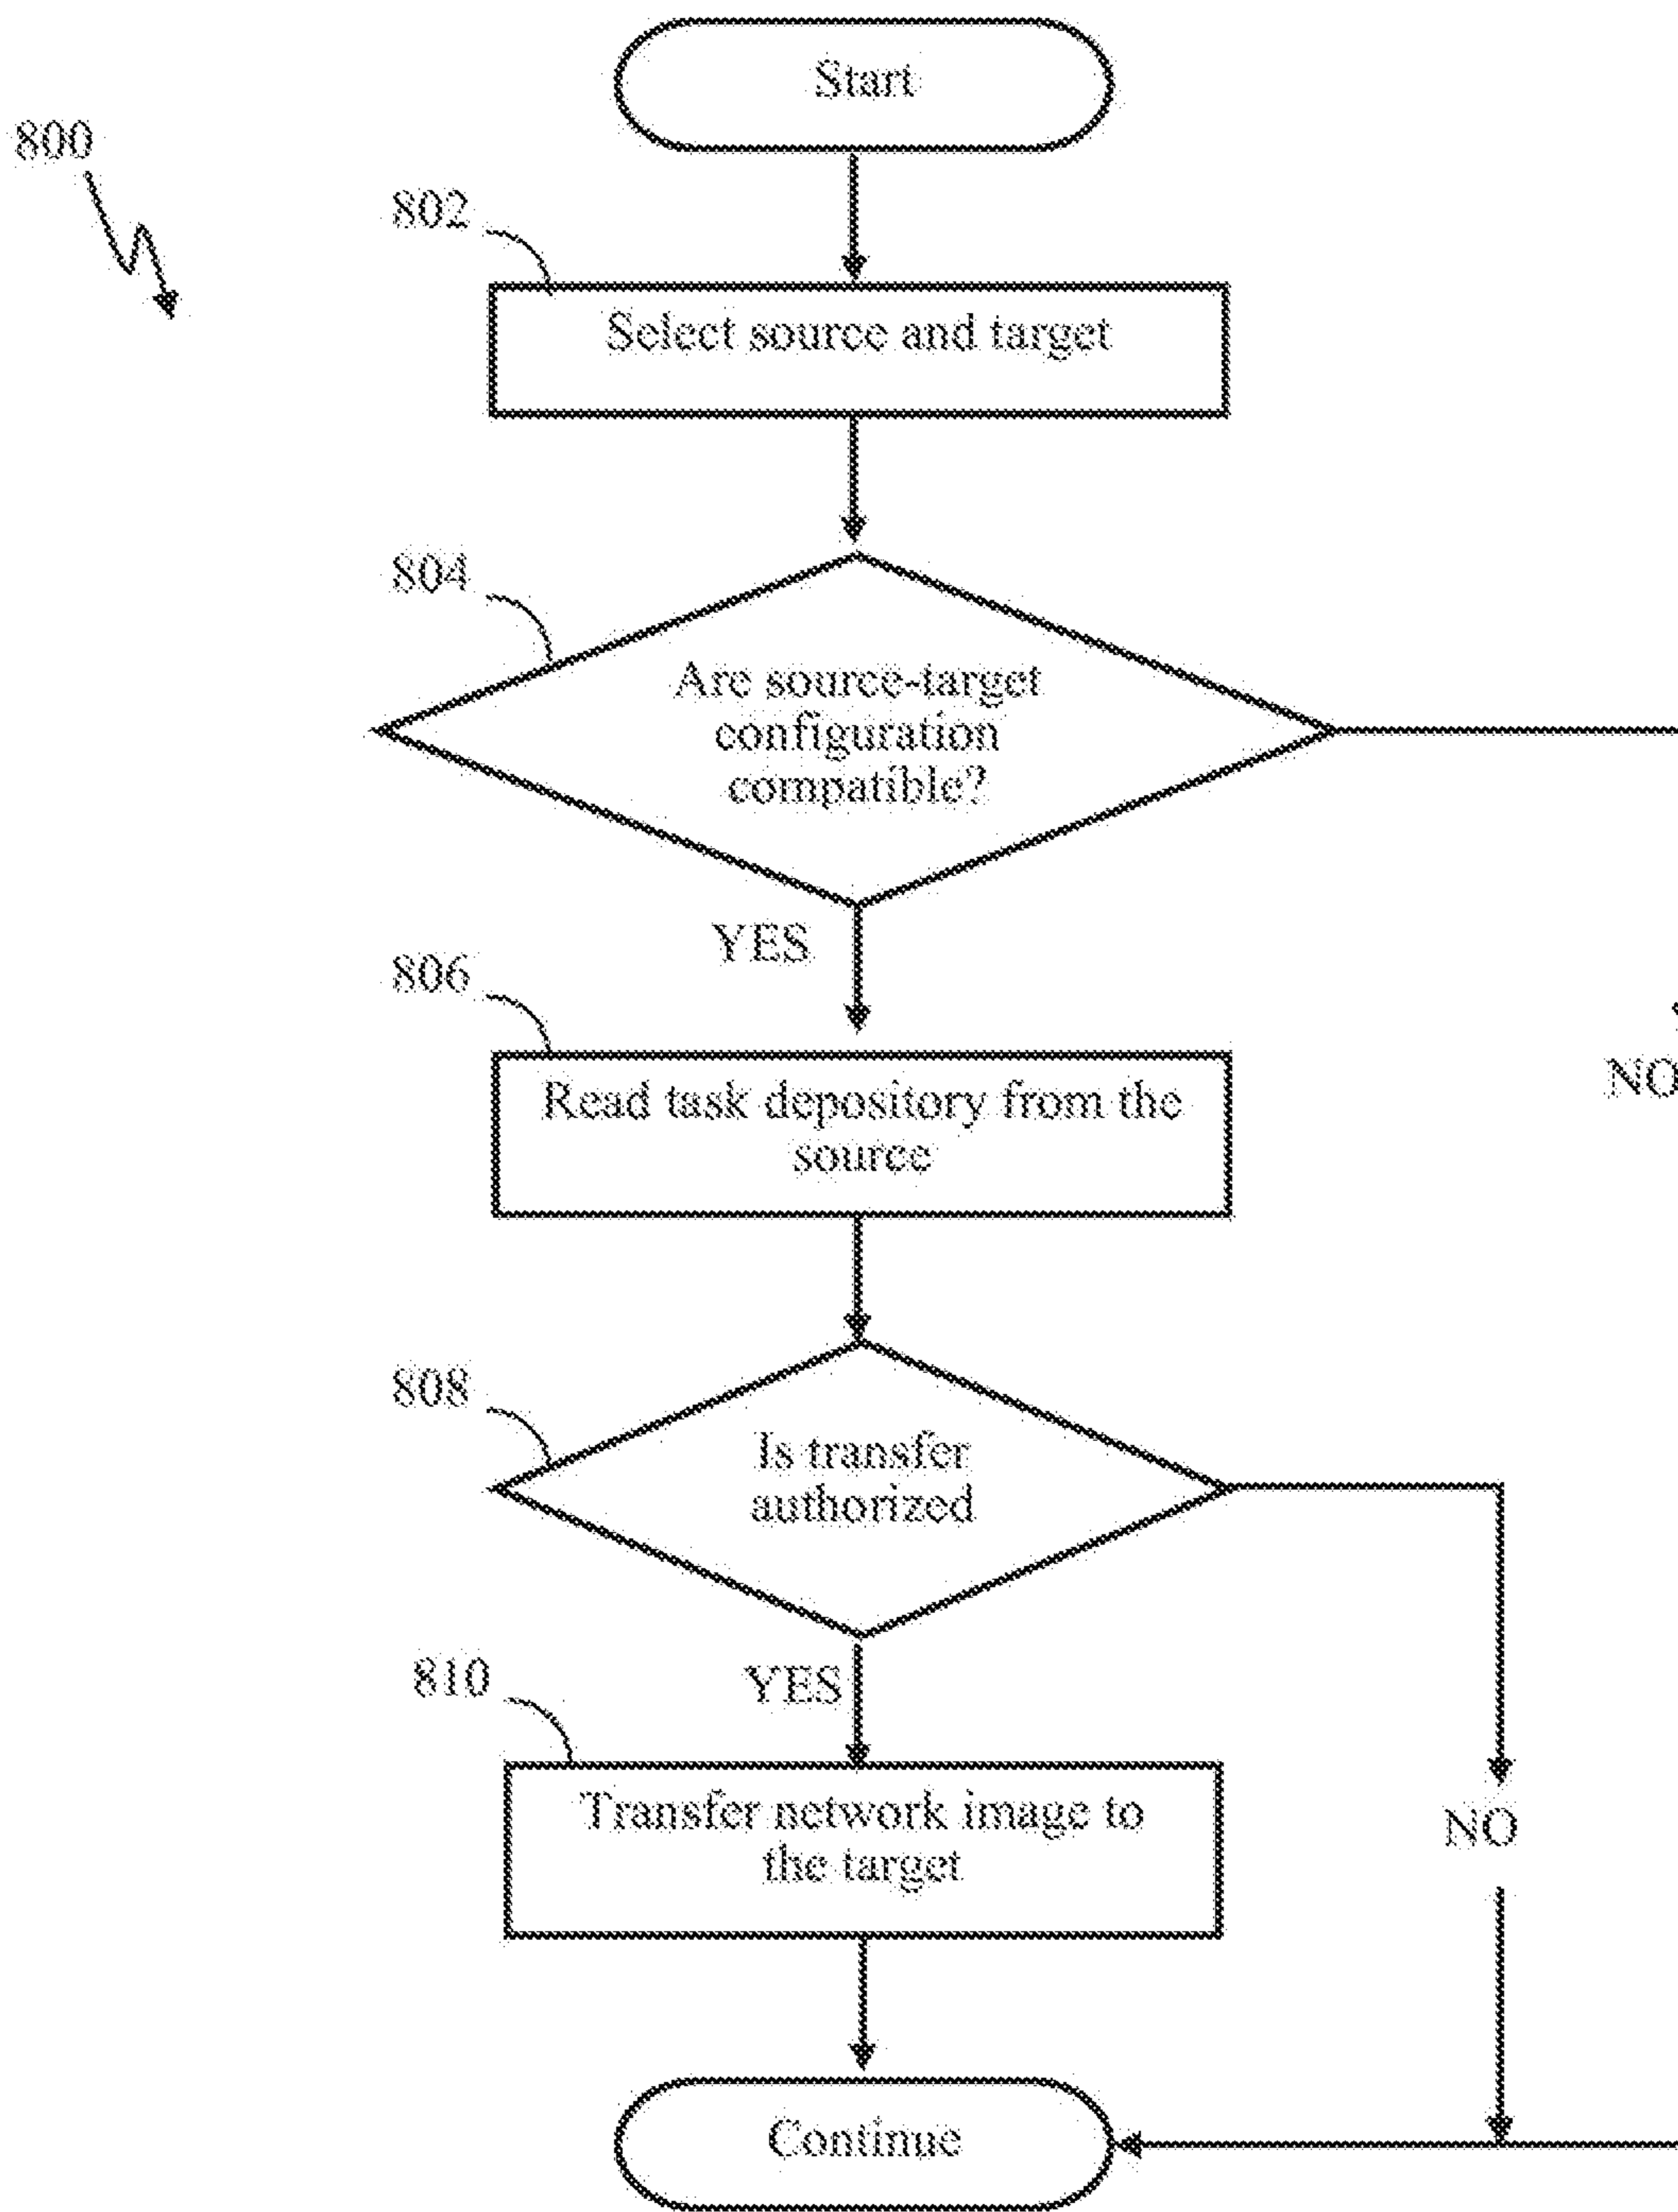 Start
800
802
Select source and target
804
Are source-target
configuration
compatible?
YES
806
NO
Read task depository from the
source
808
Is transfer
authorized
810
YES
Transfer network image to
the target
NO
Continue